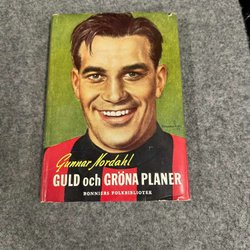 Gunnar Nordahl
GULD och GRÖNA PLANER
BONNIERS FOLKBIBLIOTEK